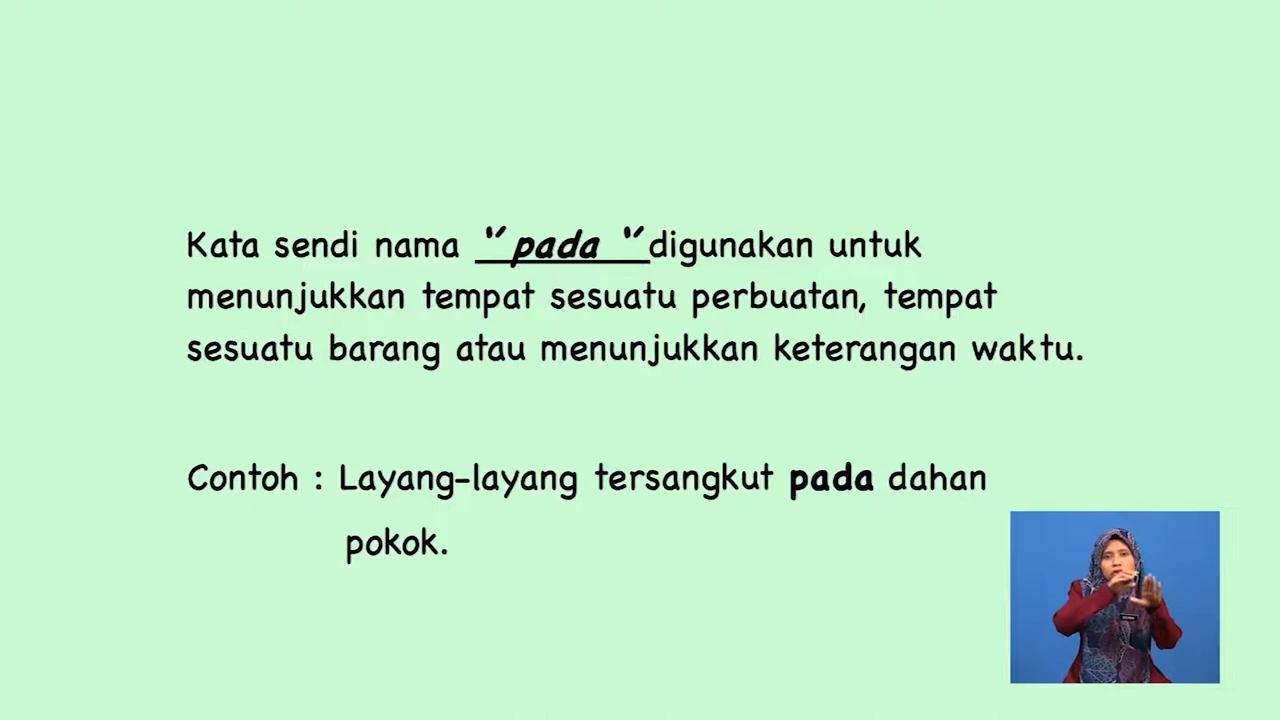 Kata sendi nama " pada " digunakan untuk
menunjukkan tempat sesuatu perbuatan, tempat
sesuatu barang atau menunjukkan keterangan waktu.
Contoh : Layang-layang tersangkut pada dahan
pokok.